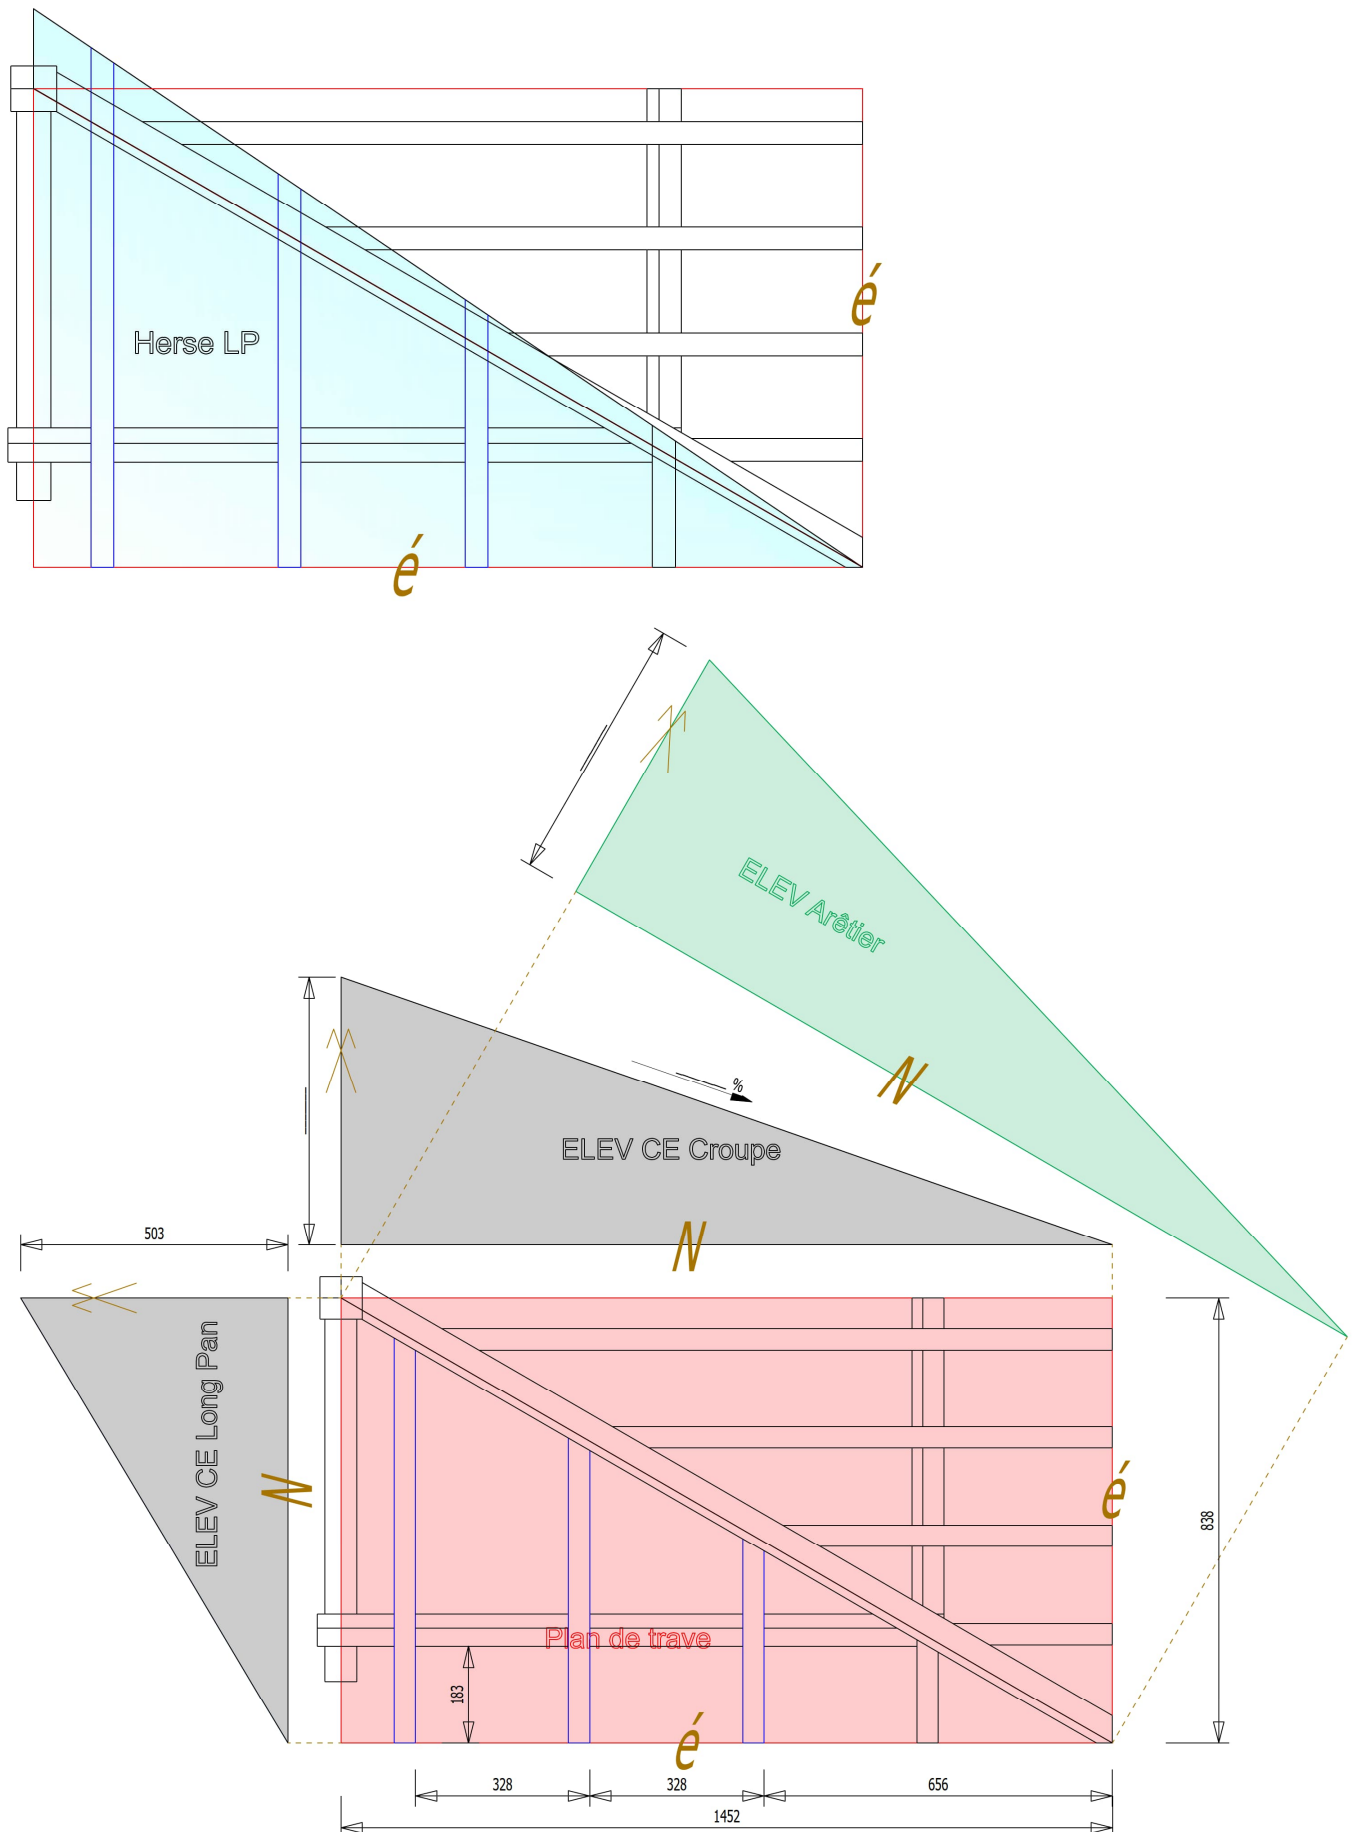 Herse LP
é
é
ELEV Arêtier
N
%
ELEV CE Croupe
N
503
ELEV CE Long Pan
N
é
838
Plan de trave
183
é
328
328
656
1452